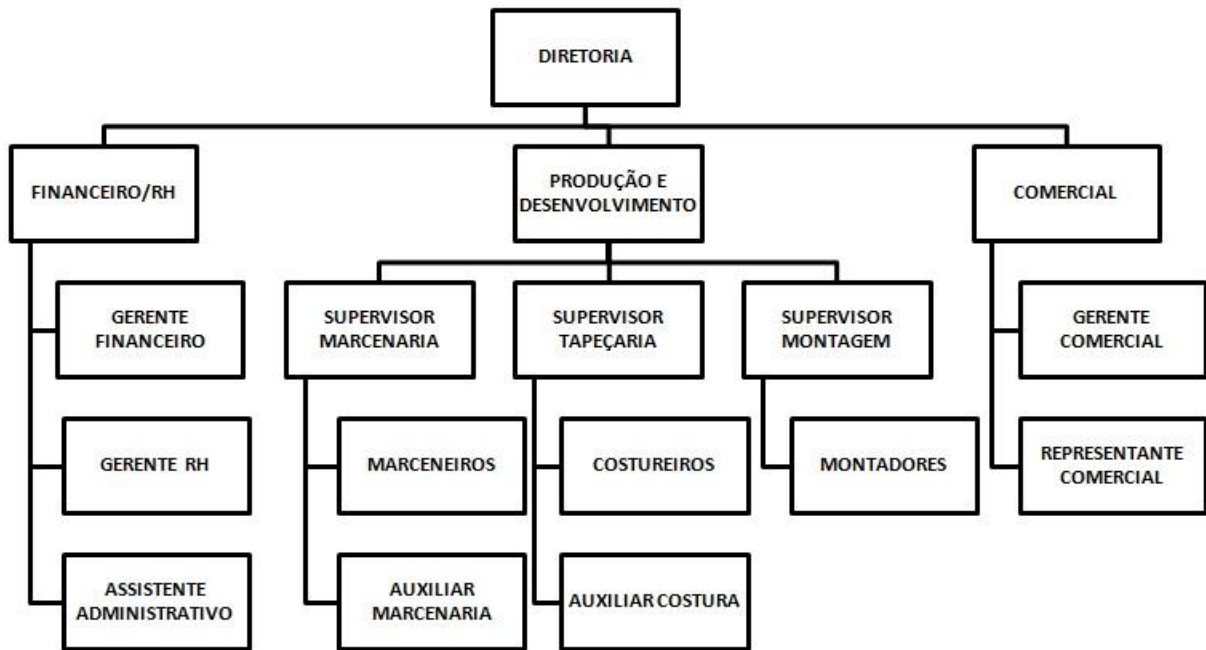 DIRETORIA
FINANCEIRO/RH
PRODUÇÃO E
DESENVOLVIMENTO
COMERCIAL
GERENTE
FINANCEIRO
SUPERVISOR
MARCENARIA
SUPERVISOR
TAPEÇARIA
SUPERVISOR
MONTAGEM
GERENTE
COMERCIAL
GERENTE RH
MARCENEIROS
COSTUREIROS
MONTADORES
REPRESENTANTE
COMERCIAL
ASSISTENTE
ADMINISTRATIVO
AUXILIAR
MARCENARIA
AUXILIAR COSTURA